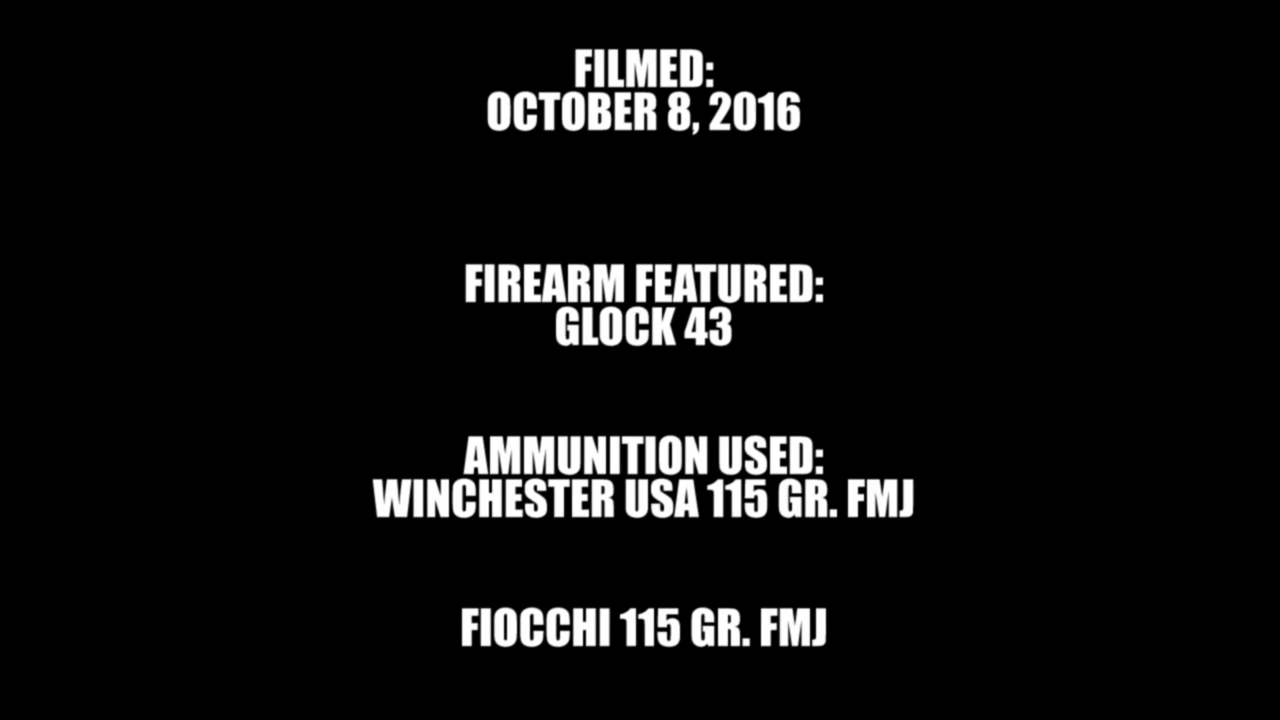 FILMED:
OCTOBER 8, 2016
FIREARM FEATURED:
GLOCK 43
AMMUNITION USED:
WINCHESTER USA 115 GR. FMJ
FIOCCHI 115 GR. FMJ